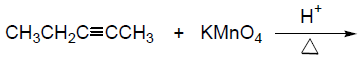 CH₃CH₂C≡CCH₃ + KMnO₄ H⁺
△